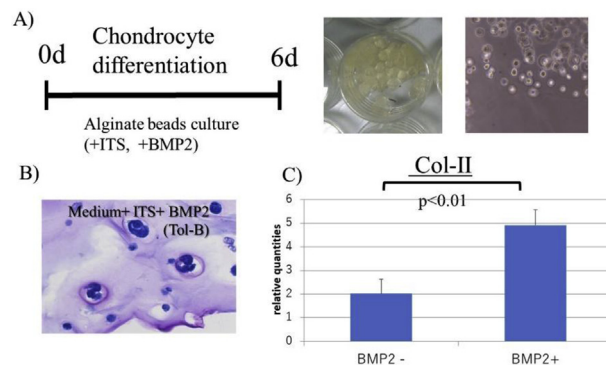 A)
0d
Chondrocyte
differentiation
6d
Alginate beads culture
(+ITS, +BMP2)
B)
Medium+ ITS+ BMP2
(Tol-B)
C)
Col-II
p<0.01
relative quantities
6
5
4
3
2
1
0
BMP2 -
BMP2+